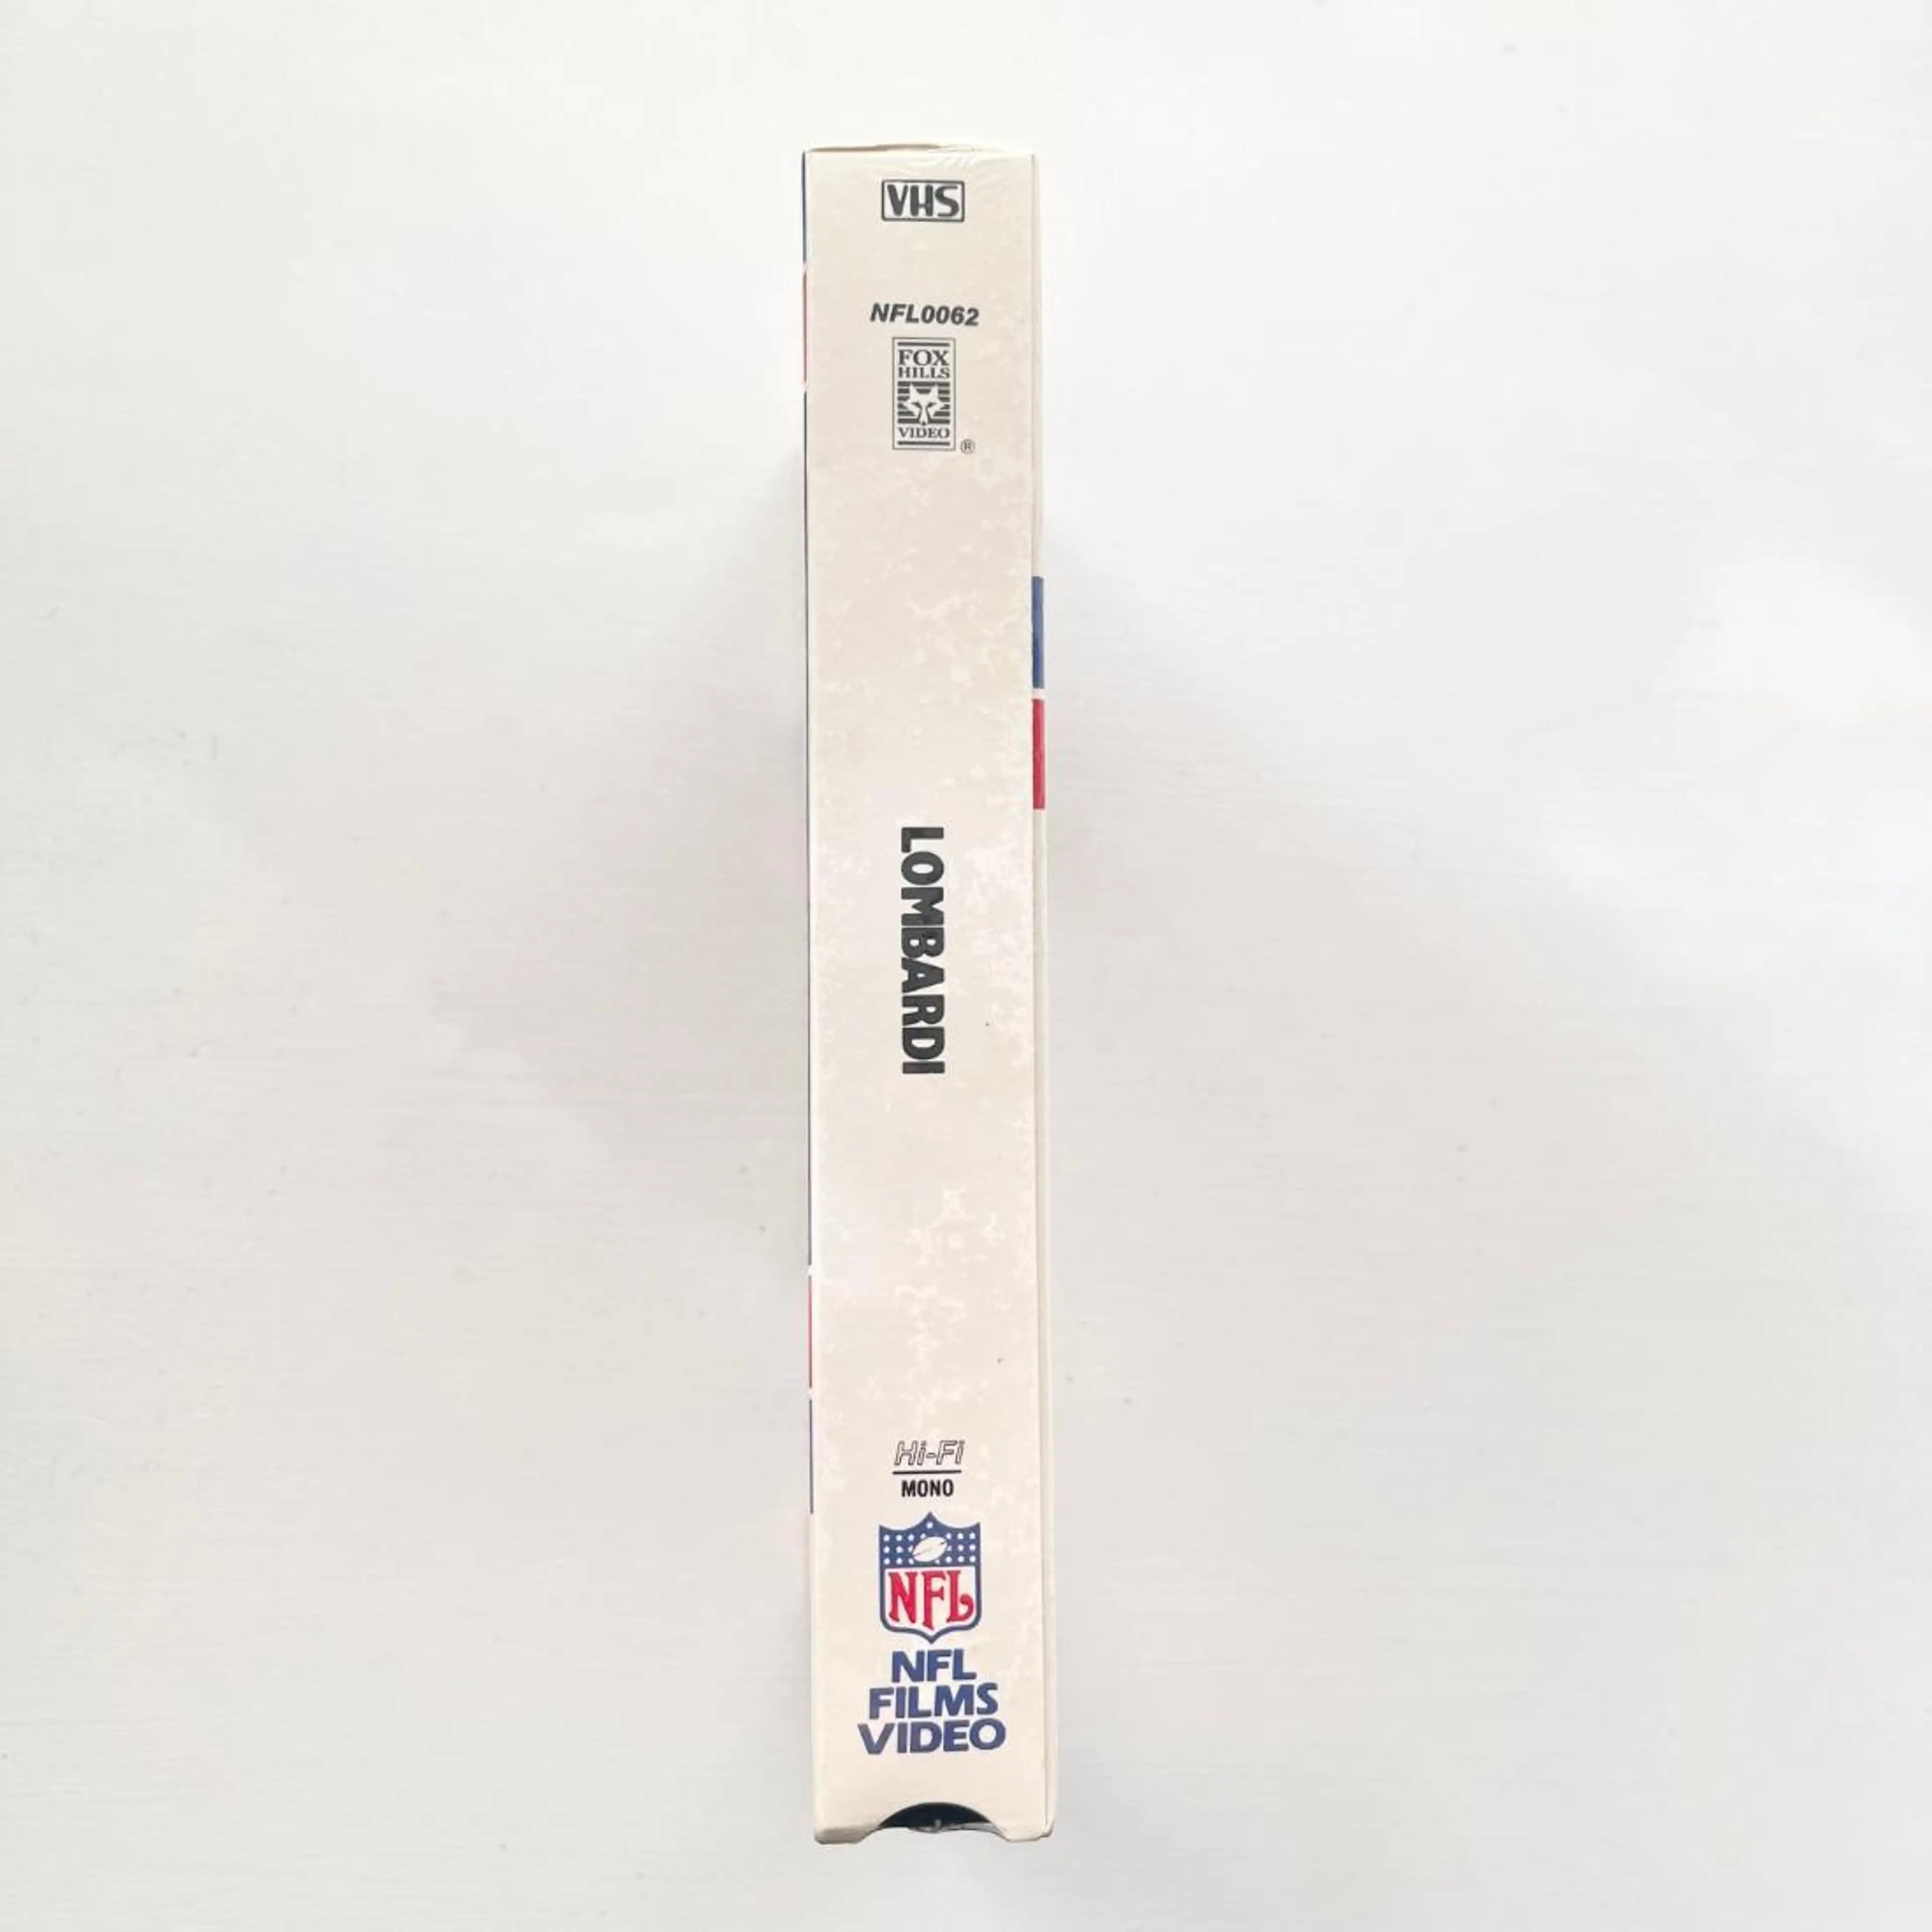 VHS
NFL0062
FOX
HILLS
VIDEO
®
LOMBARDI
Hi-Fi
MONO
NFL
NFL
FILMS
VIDEO